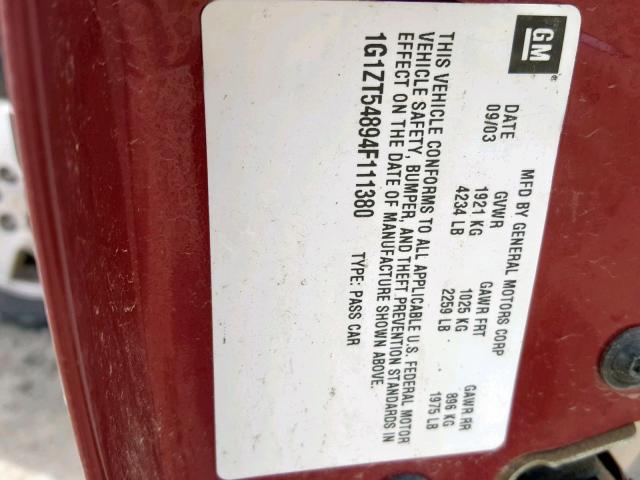 GM
MFD BY GENERAL MOTORS CORP
DATE GVWR GAWR FRT GAWR RR
09/03 1921 KG 1025 KG 896 KG
4234 LB 2259 LB 1975 LB
THIS VEHICLE CONFORMS TO ALL APPLICABLE U.S. FEDERAL MOTOR
VEHICLE SAFETY, BUMPER, AND THEFT PREVENTION STANDARDS IN
EFFECT ON THE DATE OF MANUFACTURE SHOWN ABOVE.
1G1ZT54894F111380 TYPE: PASS CAR